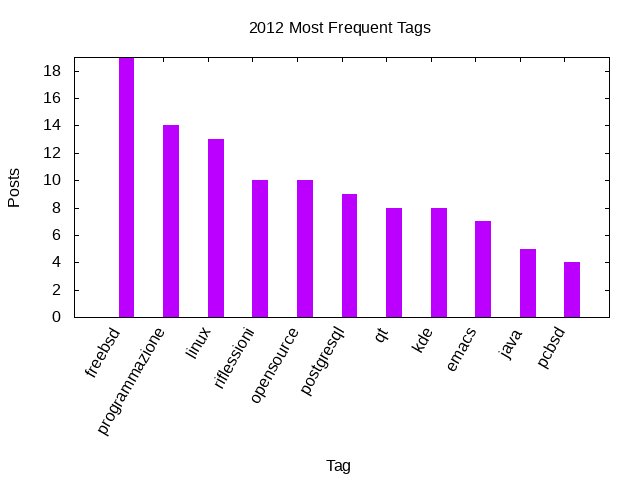 2012 Most Frequent Tags
Posts
18
16
14
12
10
8
6
4
2
0
freebsd
programmazione
linux
riflessioni
opensource
postgresql
qt
kde
emacs
java
pcbsd
Tag